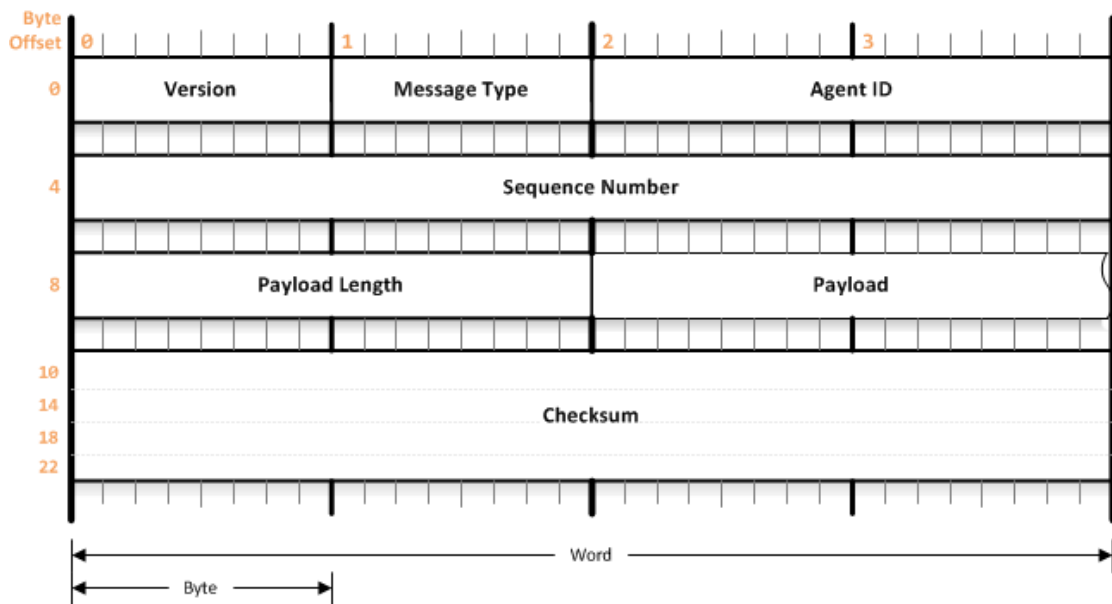 Byte
Offset
0 1 2 3
0 Version Message Type Agent ID
4 Sequence Number
8 Payload Length Payload
10
14
Checksum
18
22
Word
Byte